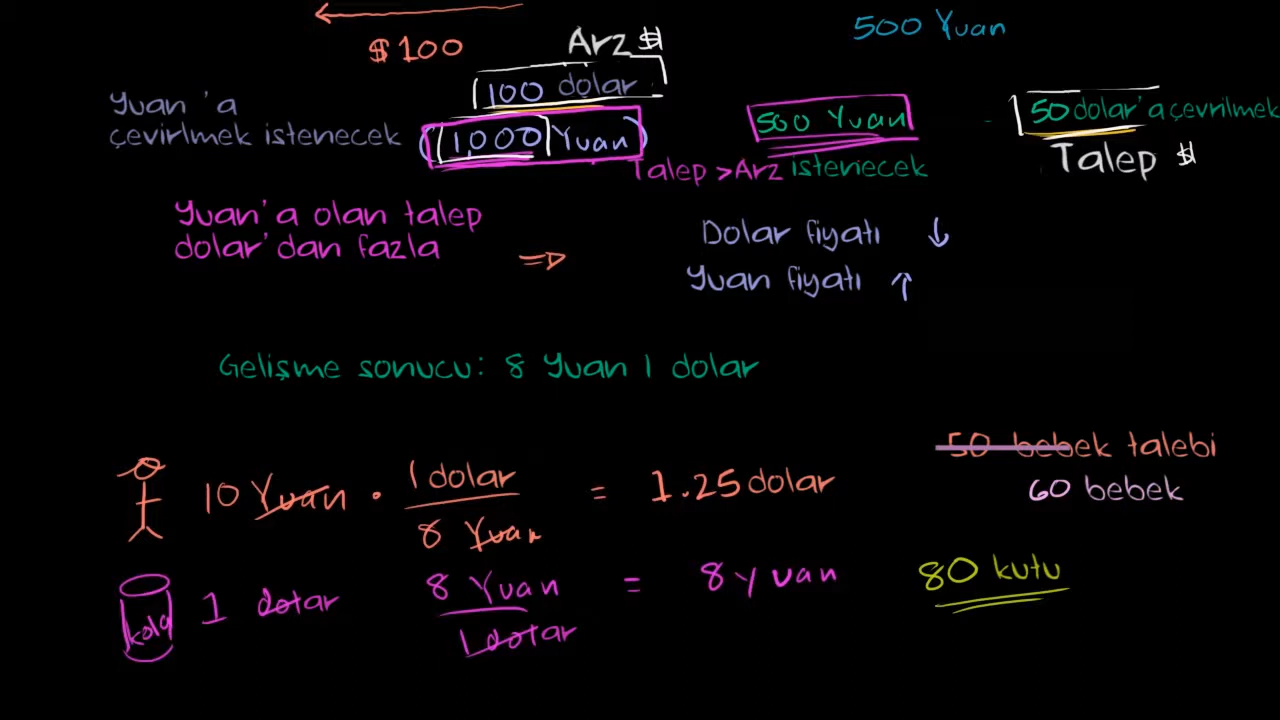 500 Yuan
$100
Arz $
100 dolar
Yuan 'a
çevirlmek istenecek (1,000 Yuan)
500 Yuan
50 dolar'a çevrilmek
istenecek
Talep $
Talep > Arz
Yuan'a olan talep
dolar'dan fazla
⇒
Dolar fiyatı ↓
Yuan fiyatı ↑
Gelişme sonucu: 8 Yuan 1 dolar
10 Yuan · 1 dolar / 8 Yuan = 1.25 dolar
50 bebek talebi
60 bebek
kola 1 dolar 8 Yuan / 1 dolar = 8 yuan
80 kutu